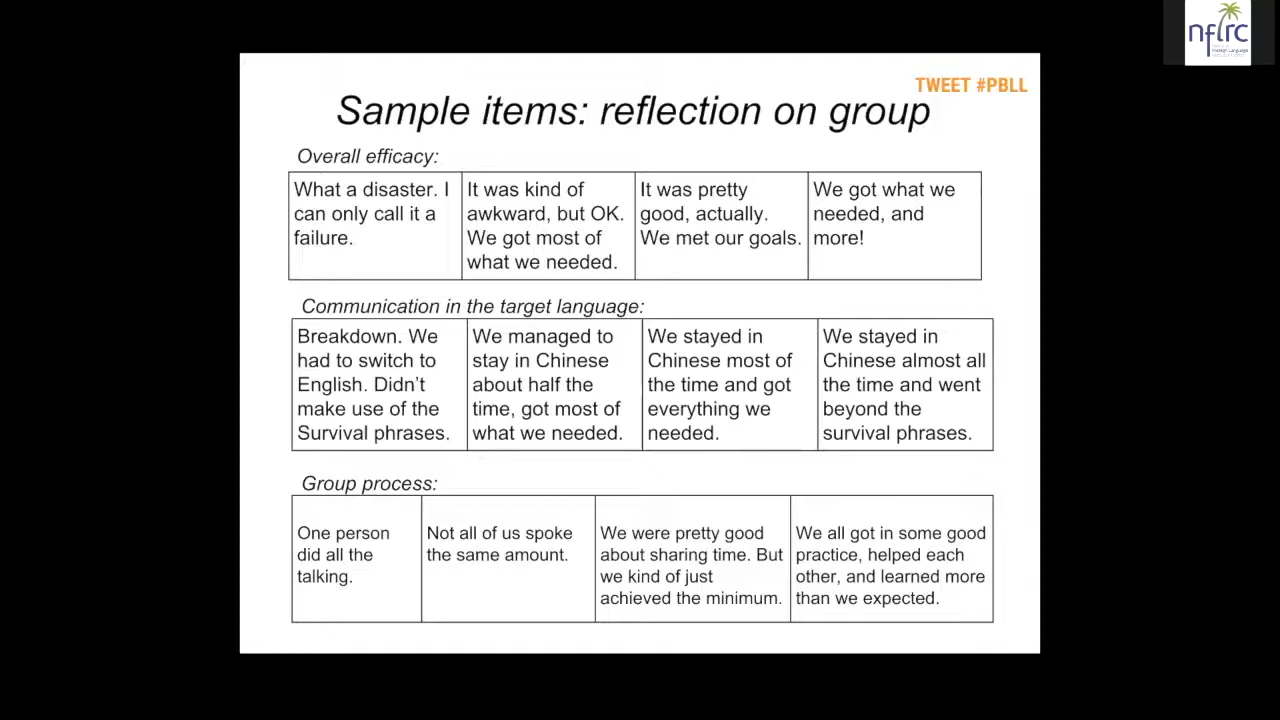 nflrc
TWEET #PBLL
Sample items: reflection on group
Overall efficacy:
What a disaster. I
can only call it a
failure.
It was kind of
awkward, but OK.
We got most of
what we needed.
It was pretty
good, actually.
We met our goals.
We got what we
needed, and
more!
Communication in the target language:
Breakdown. We
had to switch to
English. Didn't
make use of the
Survival phrases.
We managed to
stay in Chinese
about half the
time, got most of
what we needed.
We stayed in
Chinese most of
the time and got
everything we
needed.
We stayed in
Chinese almost all
the time and went
beyond the
survival phrases.
Group process:
One person
did all the
talking.
Not all of us spoke
the same amount.
We were pretty good
about sharing time. But
we kind of just
achieved the minimum.
We all got in some good
practice, helped each
other, and learned more
than we expected.